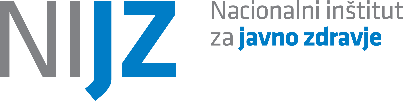 NIJZ
Nacionalni inštitut
za javno zdravje